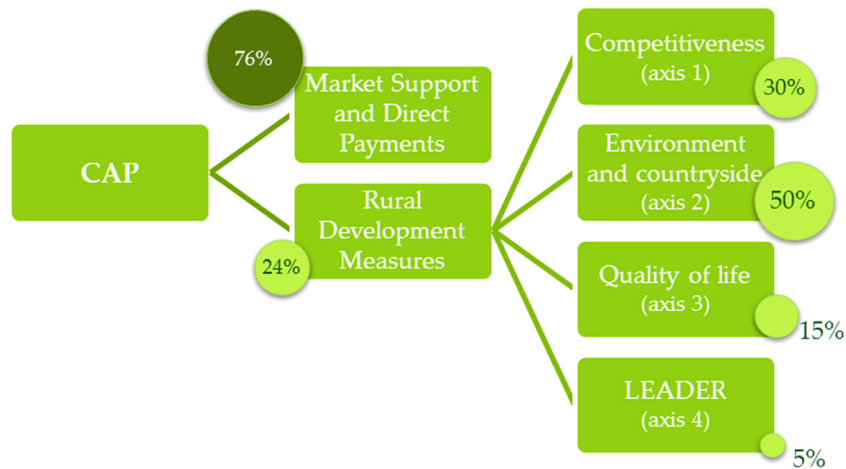 CAP
76%
Market Support
and Direct
Payments
Rural
Development
Measures
24%
Competitiveness
(axis 1)
30%
Environment
and countryside
(axis 2)
50%
Quality of life
(axis 3)
15%
LEADER
(axis 4)
5%